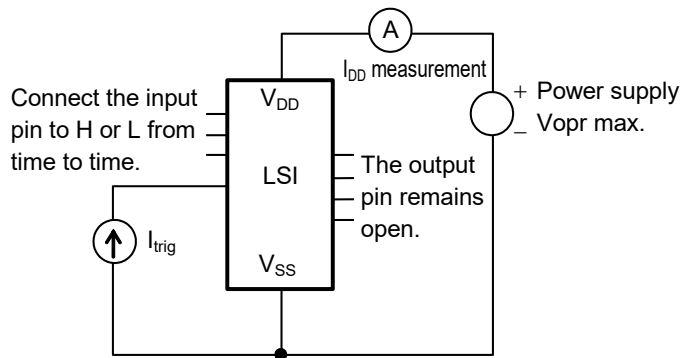 A
I_DD measurement
+ Power supply
− Vopr max.
Connect the input
pin to H or L from
time to time.
V_DD
LSI
The output
pin remains
open.
I_trig
V_SS